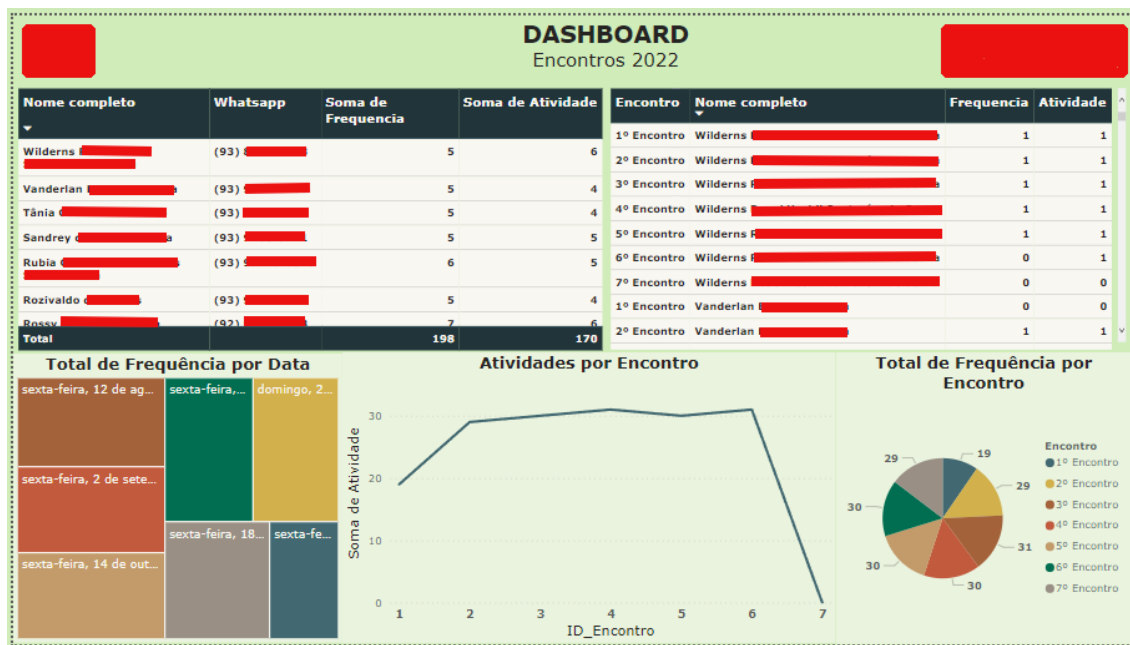 DASHBOARD
Encontros 2022
Nome completo Whatsapp Soma de Frequencia Soma de Atividade
Wilderns (93) 5 6
Vanderlan (93) 5 4
Tânia (93) 5 4
Sandrey (93) 5 5
Rubia (93) 6 5
Rozivaldo (93) 5 4
Rossy (92) 7 6
Total 198 170
Encontro Nome completo Frequencia Atividade
1º Encontro Wilderns 1 1
2º Encontro Wilderns 1 1
3º Encontro Wilderns 1 1
4º Encontro Wilderns 1 1
5º Encontro Wilderns 1 1
6º Encontro Wilderns 0 1
7º Encontro Wilderns 0 0
1º Encontro Vanderlan 0 0
2º Encontro Vanderlan 1 1
Total de Frequência por Data
sexta-feira, 12 de ag...
sexta-feira,...
domingo, 2...
sexta-feira, 2 de sete...
sexta-feira, 18...
sexta-fe...
sexta-feira, 14 de out...
Atividades por Encontro
Soma de Atividade
30
20
10
0
1 2 3 4 5 6 7
ID_Encontro
Total de Frequência por
Encontro
19
29
31
30
30
30
29
Encontro
1º Encontro
2º Encontro
3º Encontro
4º Encontro
5º Encontro
6º Encontro
7º Encontro